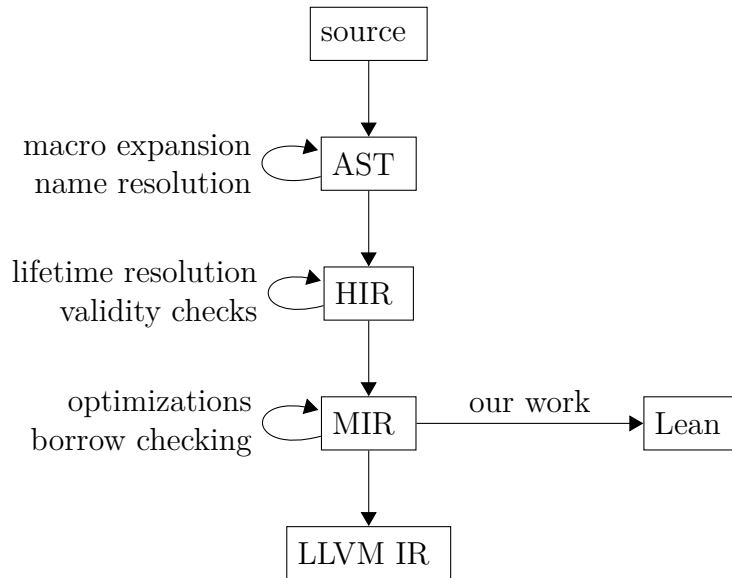 source
macro expansion
name resolution
AST
lifetime resolution
validity checks
HIR
optimizations
borrow checking
MIR
our work
Lean
LLVM IR